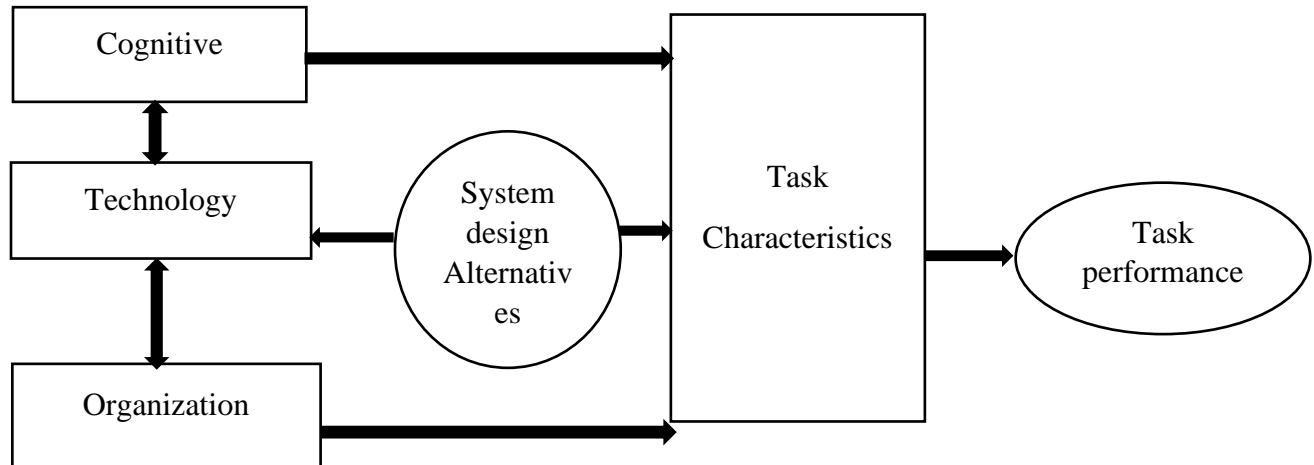 Cognitive
Technology
Organization
System
design
Alternativ
es
Task
Characteristics
Task
performance